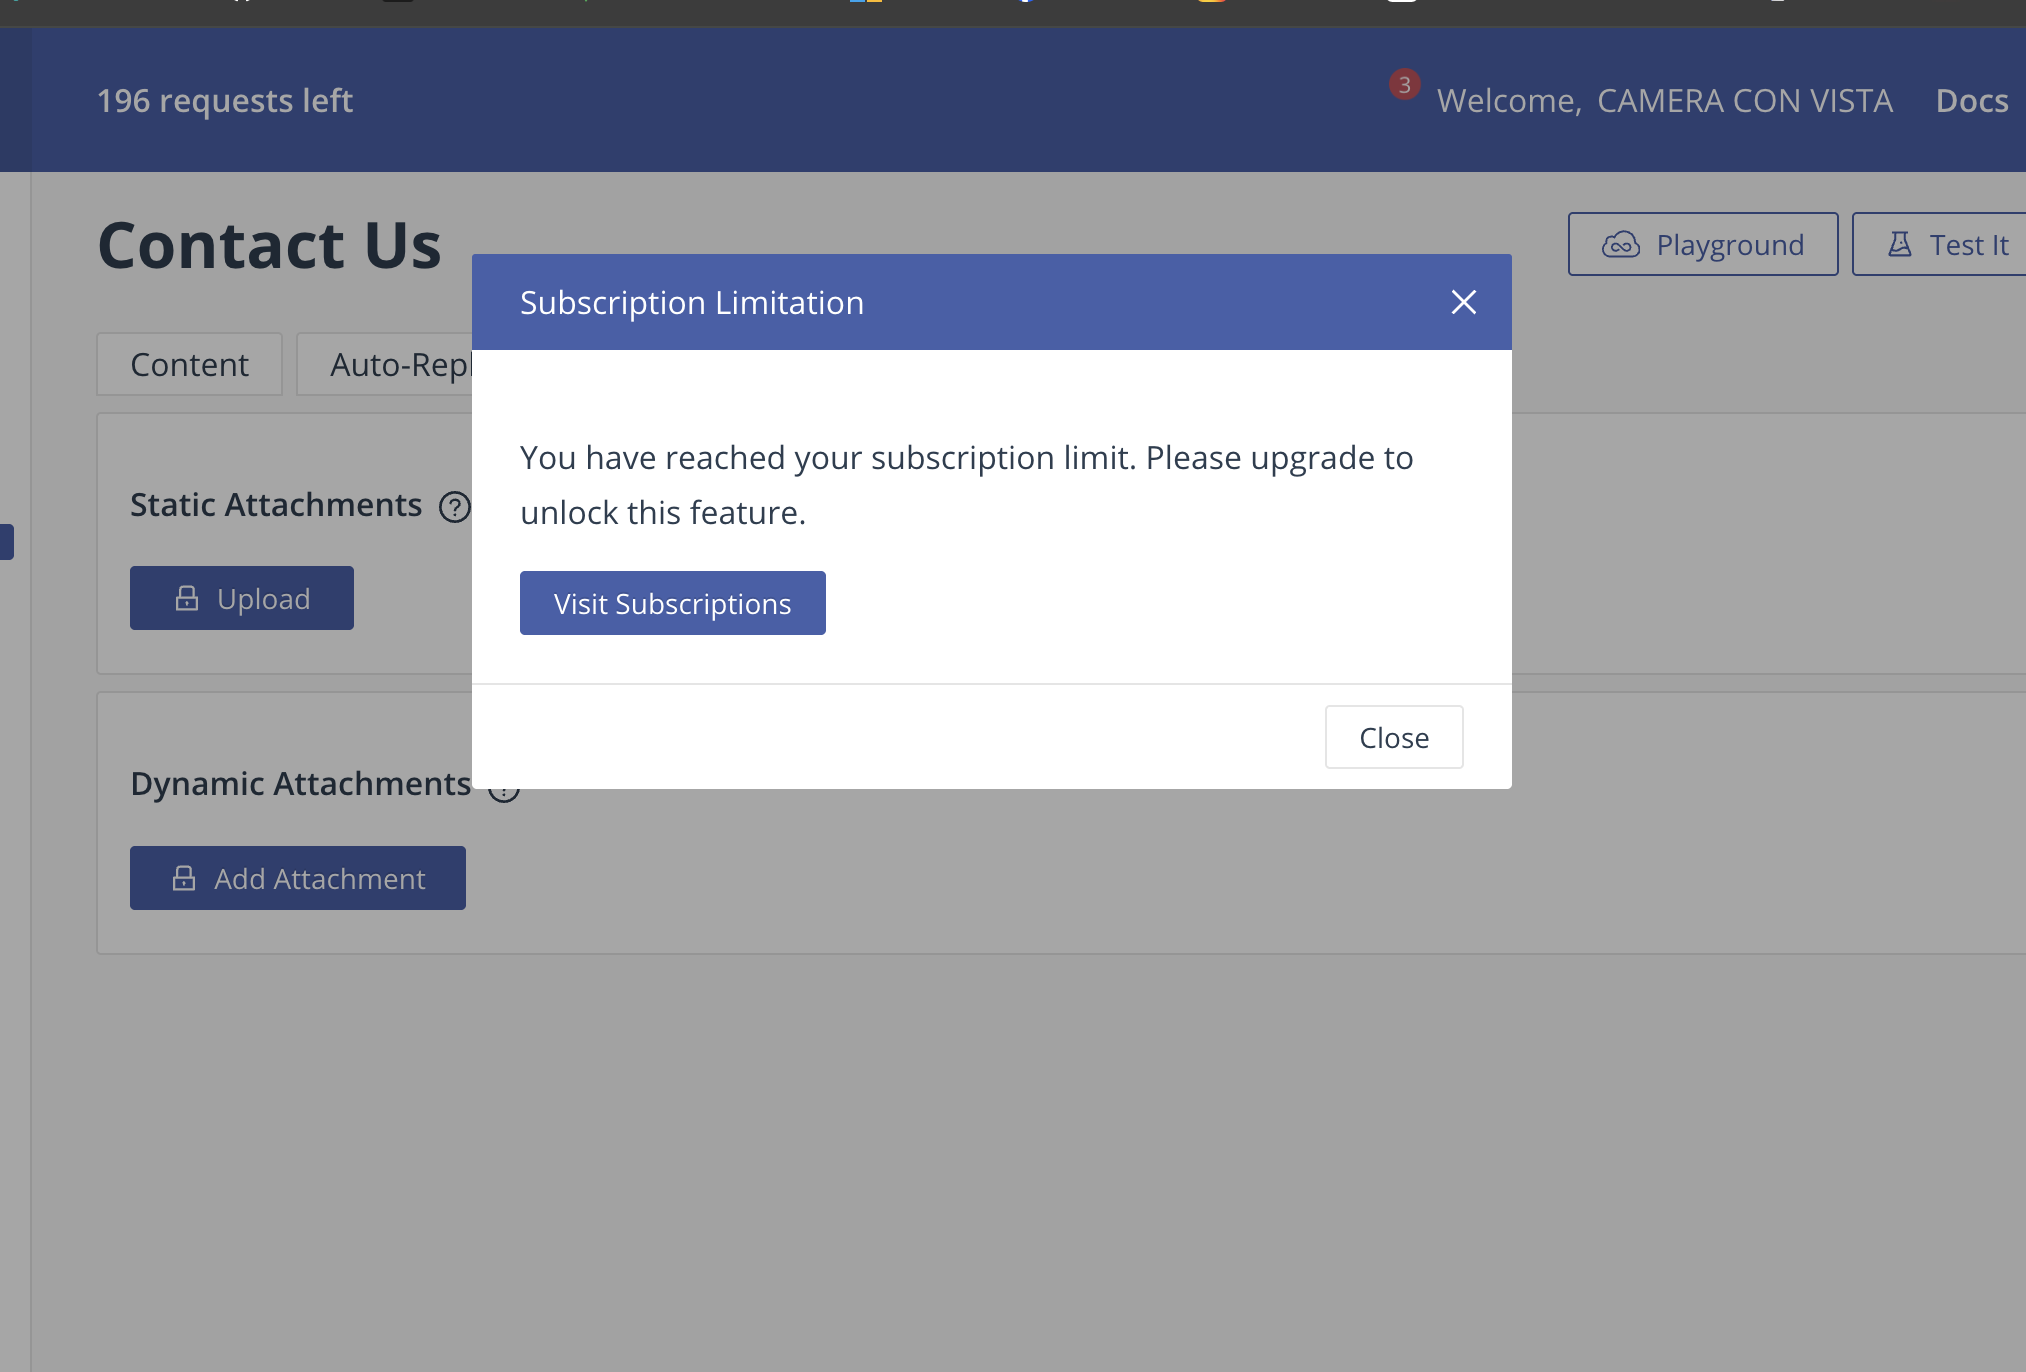 196 requests left
3
Welcome, CAMERA CON VISTA
Docs
Contact Us
Playground
Test It
Content
Subscription Limitation
You have reached your subscription limit. Please upgrade to
unlock this feature.
Visit Subscriptions
Close
Static Attachments
Upload
Dynamic Attachments
Add Attachment